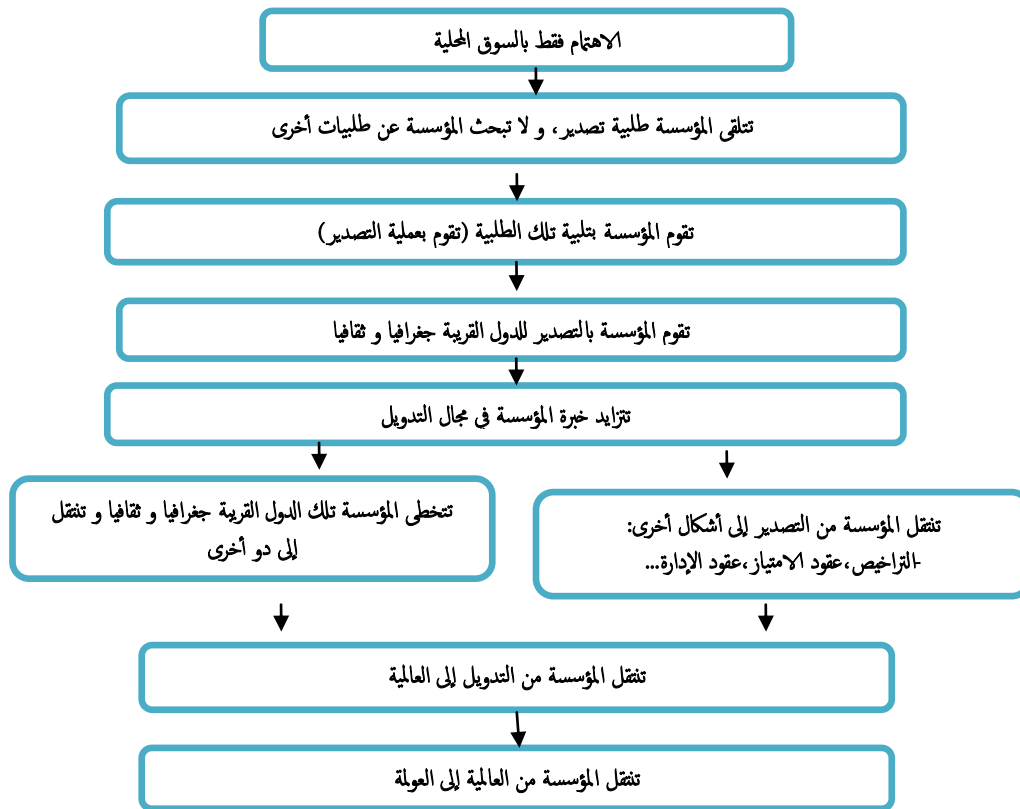 الاهتمام فقط بالسوق المحلية
تتلقى المؤسسة طلبية تصدير، و لا تبحث المؤسسة عن طلبيات أخرى
تقوم المؤسسة بتلبية تلك الطلبية (تقوم بعملية التصدير)
تقوم المؤسسة بالتصدير للدول القريبة جغرافيا و ثقافيا
تتزايد خبرة المؤسسة في مجال التدويل
تنتقل المؤسسة من التصدير إلى أشكال أخرى:
-التراخيص،عقود الامتياز،عقود الإدارة...
تتخطى المؤسسة تلك الدول القريبة جغرافيا و ثقافيا و تنتقل
إلى دو أخرى
تنتقل المؤسسة من التدويل إلى العالمية
تنتقل المؤسسة من العالمية إلى العولمة